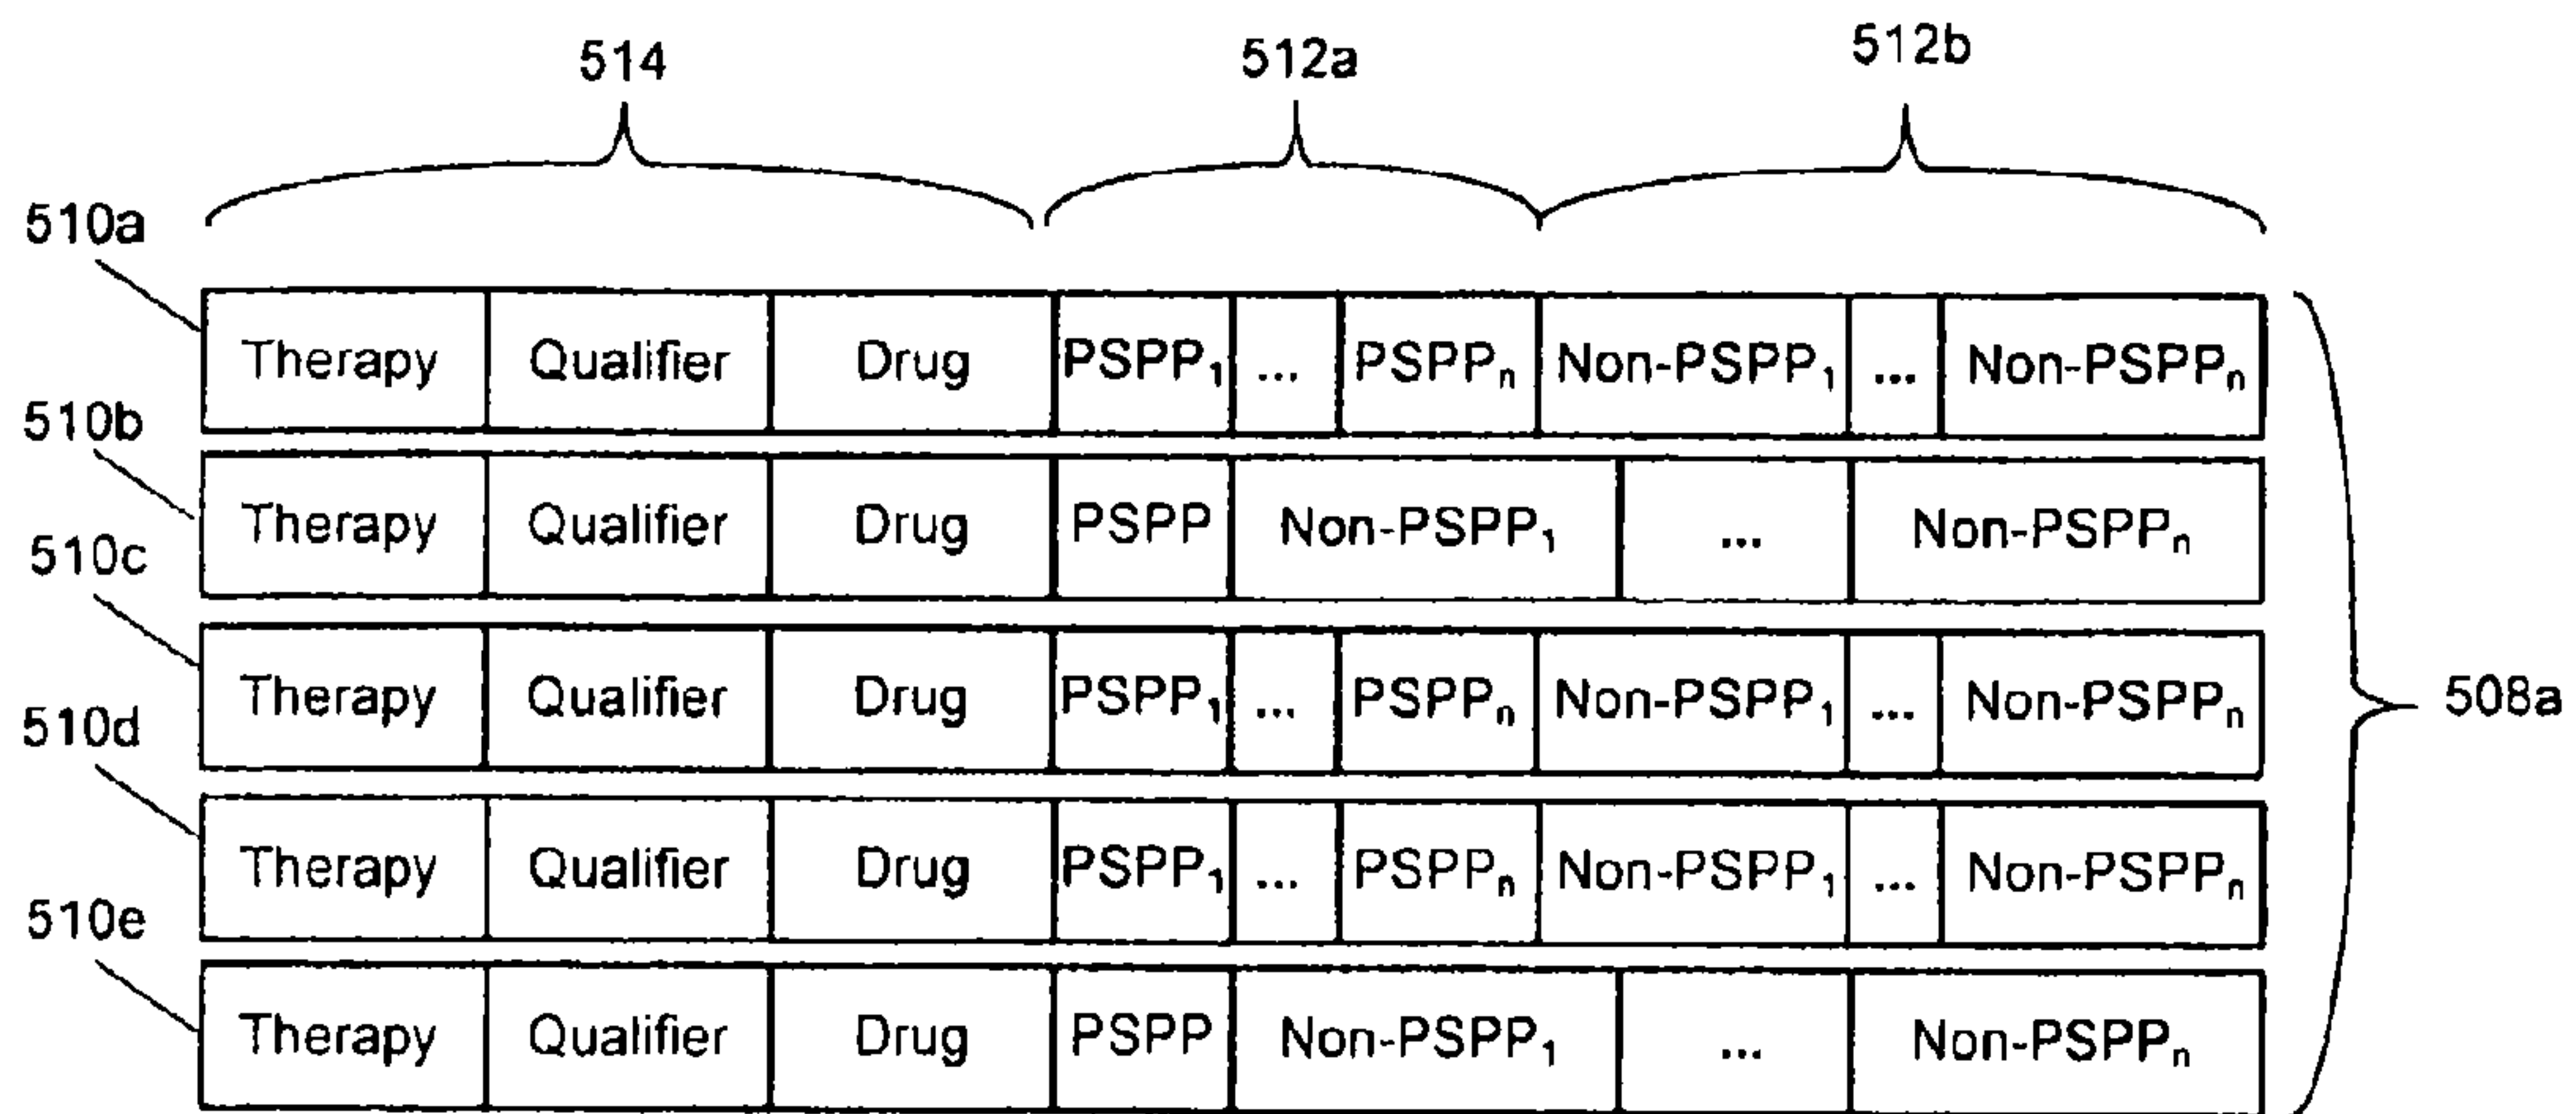 514 512a 512b
510a
Therapy Qualifier Drug PSPP₁ ... PSPPₙ Non-PSPP₁ ... Non-PSPPₙ
510b
Therapy Qualifier Drug PSPP Non-PSPP₁ ... Non-PSPPₙ
510c
Therapy Qualifier Drug PSPP₁ ... PSPPₙ Non-PSPP₁ ... Non-PSPPₙ
508a
510d
Therapy Qualifier Drug PSPP₁ ... PSPPₙ Non-PSPP₁ ... Non-PSPPₙ
510e
Therapy Qualifier Drug PSPP Non-PSPP₁ ... Non-PSPPₙ